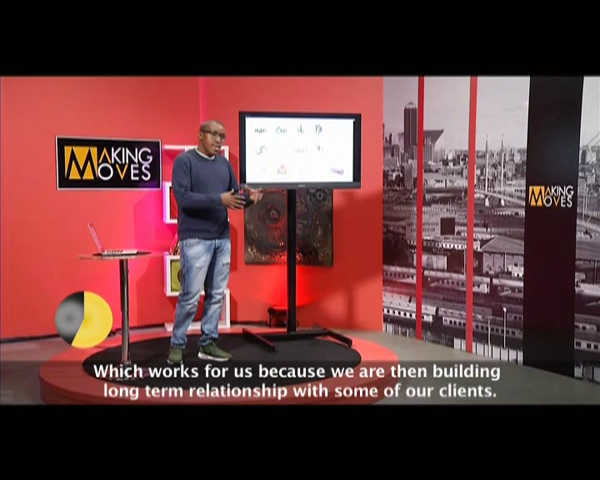 MAKING
MOVES
MAKING
MOVES
Which works for us because we are then building
long term relationship with some of our clients.